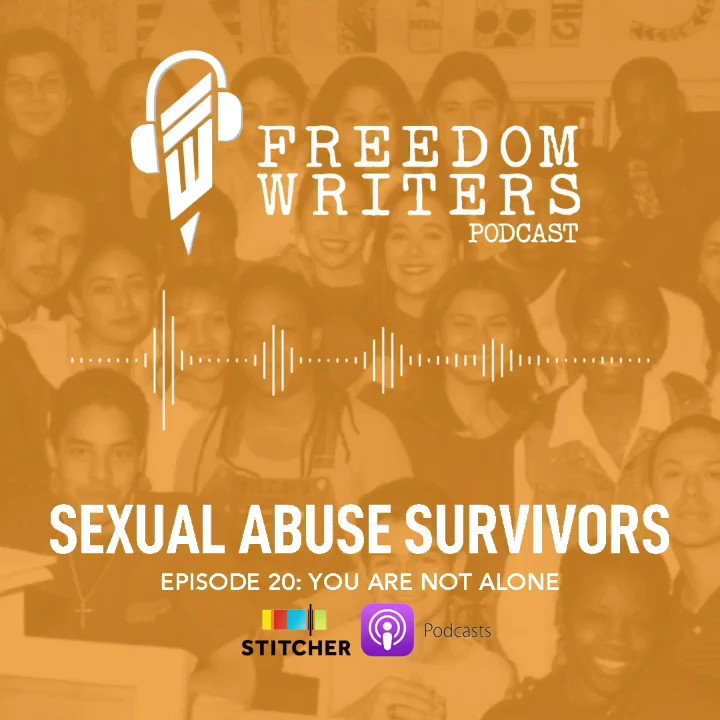 FREEDOM
WRITERS
PODCAST
SEXUAL ABUSE SURVIVORS
EPISODE 20: YOU ARE NOT ALONE
STITCHER
Podcasts